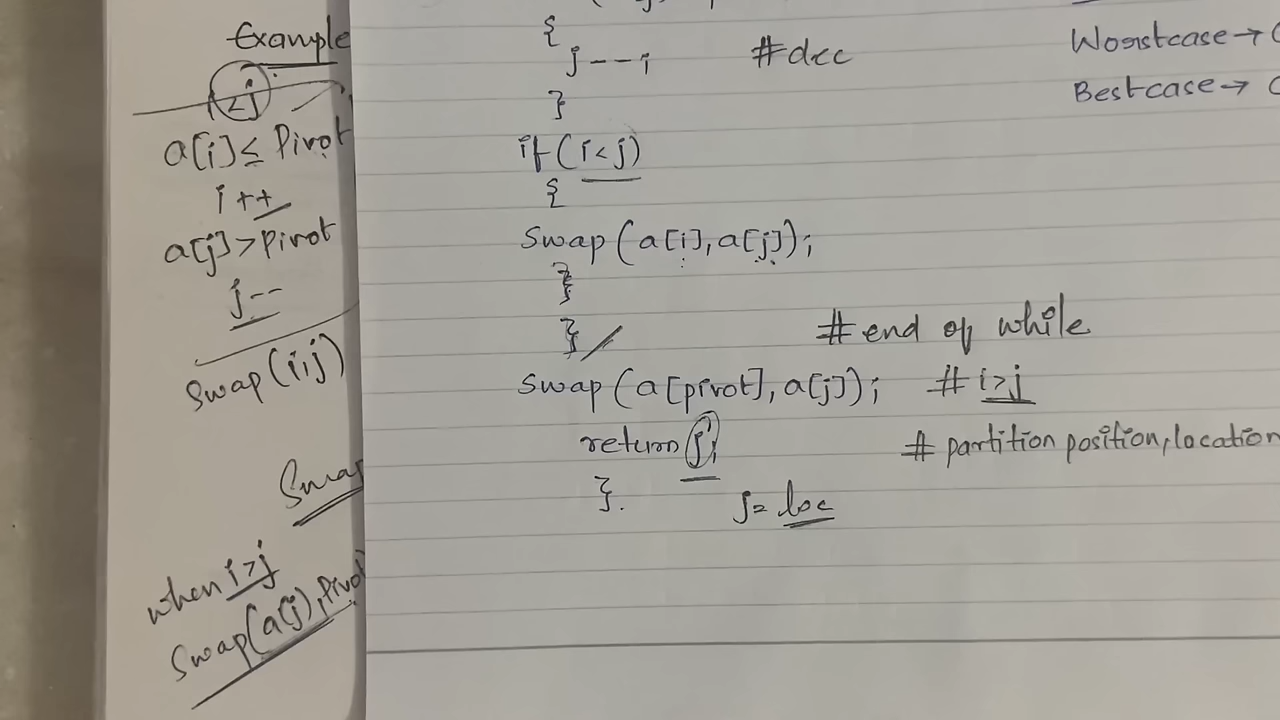 Example
i<j
a[i]≤ Pivot
i++
a[j]>Pivot
j--
Swap(i,j)
Swap
when i>j
Swap(a[j],Pivot
{
j--;    #dec
}
if(i<j)
{
Swap(a[i],a[j]);
}
}    #end of while
Swap(a[pivot],a[j]);    # i>j
return j;    # partition position,location
}.    j=loc
Worstcase→
Bestcase→